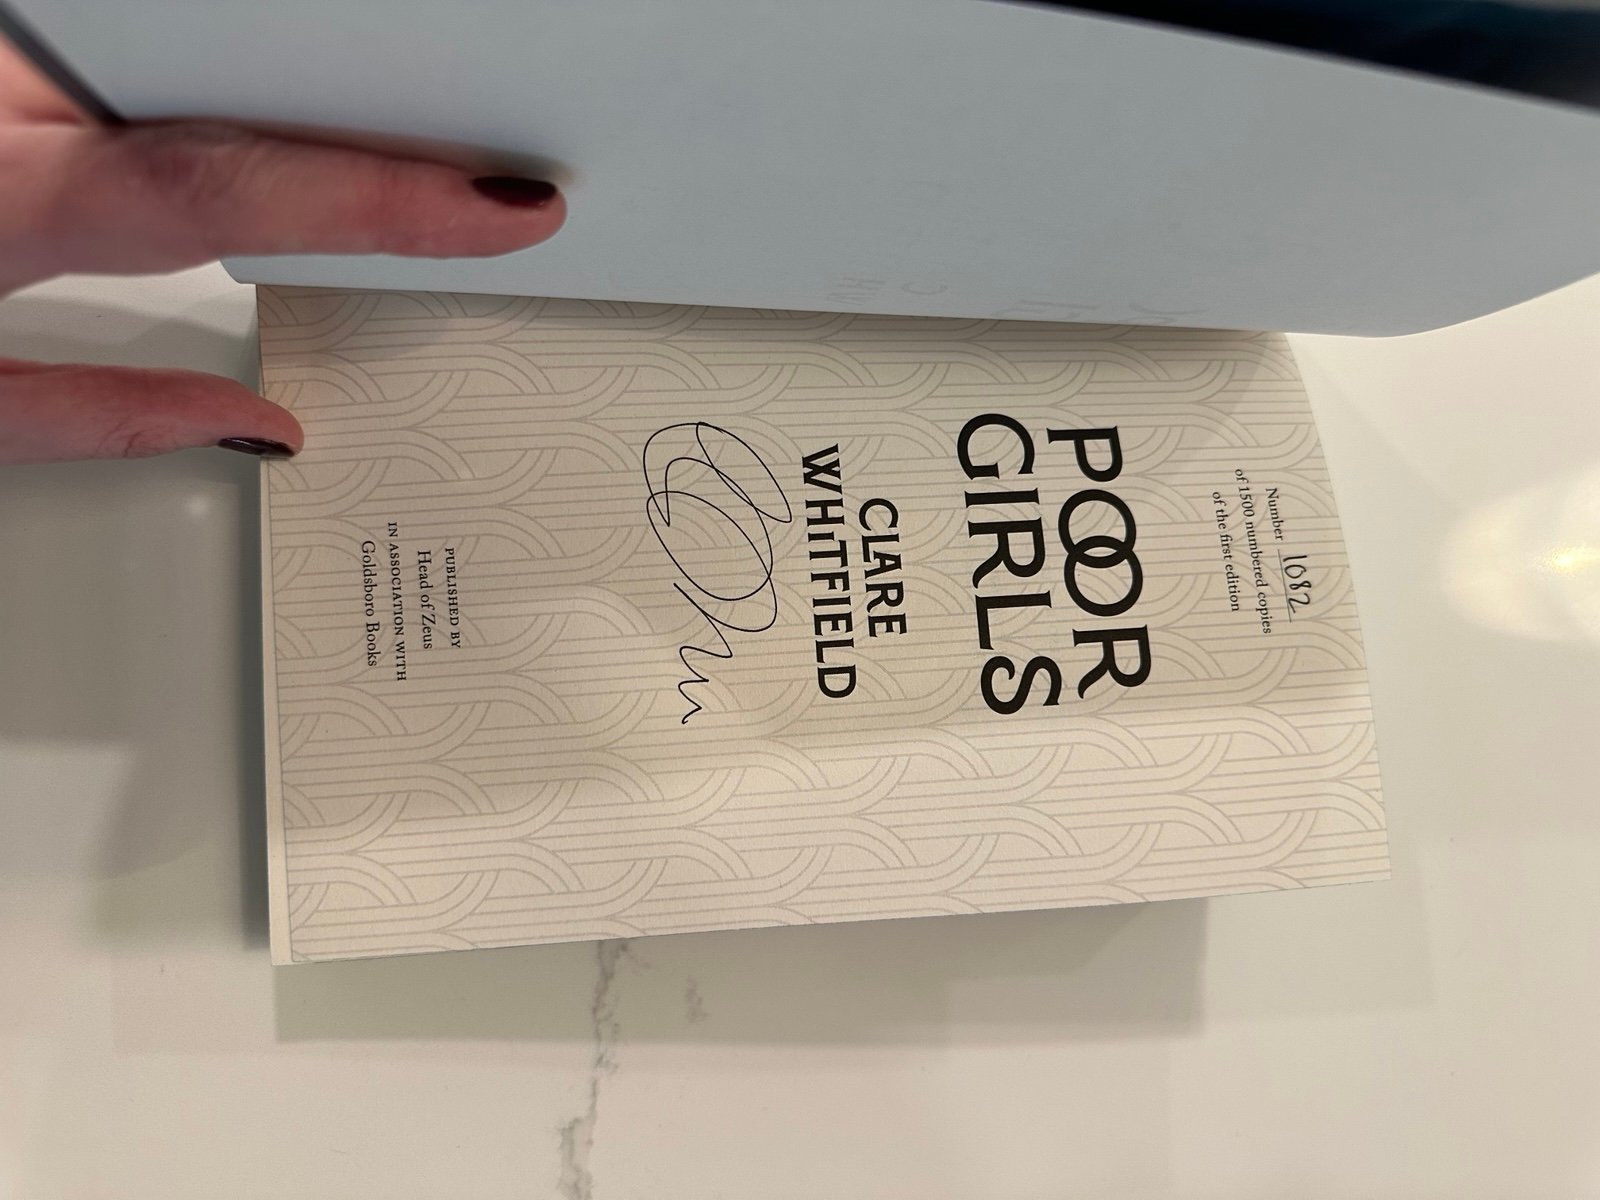 Number 1082
of 1500 numbered copies
of the first edition
POOR
GIRLS
CLARE
WHiTFIELD
PUBLISHED BY
Head of Zeus
IN ASSOCIATION WITH
Goldsboro Books